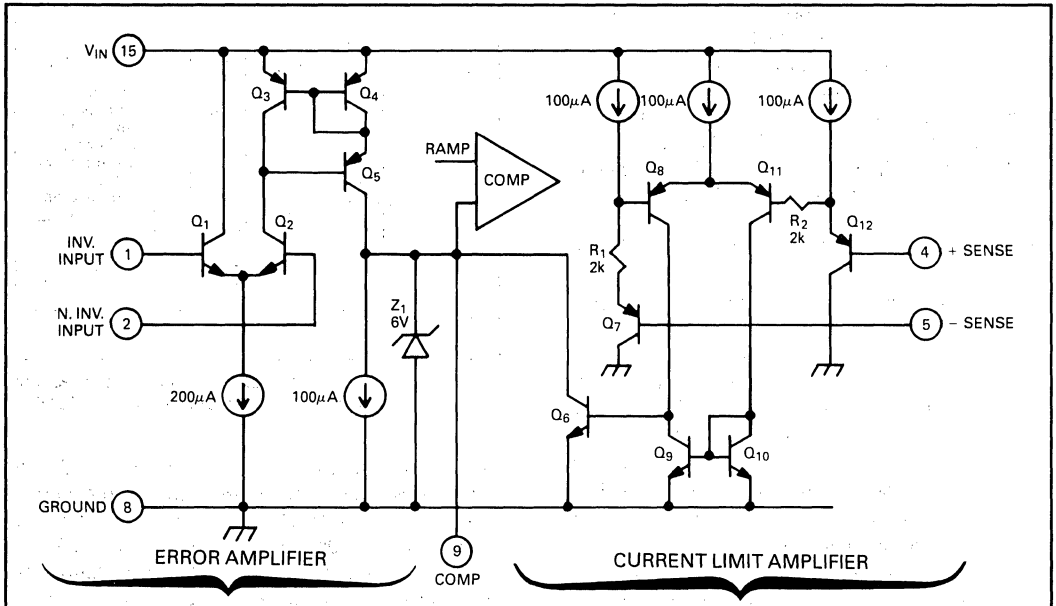 V_IN 15
Q3
Q4
100μA
100μA
100μA
RAMP
COMP
Q5
Q8
Q11
Q1
Q2
R2
2k
Q12
INV.
INPUT
1
4 + SENSE
R1
2k
N. INV.
INPUT
2
Z1
6V
Q7
5 − SENSE
200μA
100μA
Q6
Q9
Q10
GROUND 8
9
COMP
ERROR AMPLIFIER
CURRENT LIMIT AMPLIFIER